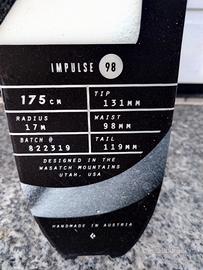 IMPULSE 98
175CM
TIP
131MM
RADIUS
17M
WAIST
98MM
BATCH #
822319
TAIL
119MM
DESIGNED IN THE
WASATCH MOUNTAINS
UTAH, USA
HANDMADE IN AUSTRIA